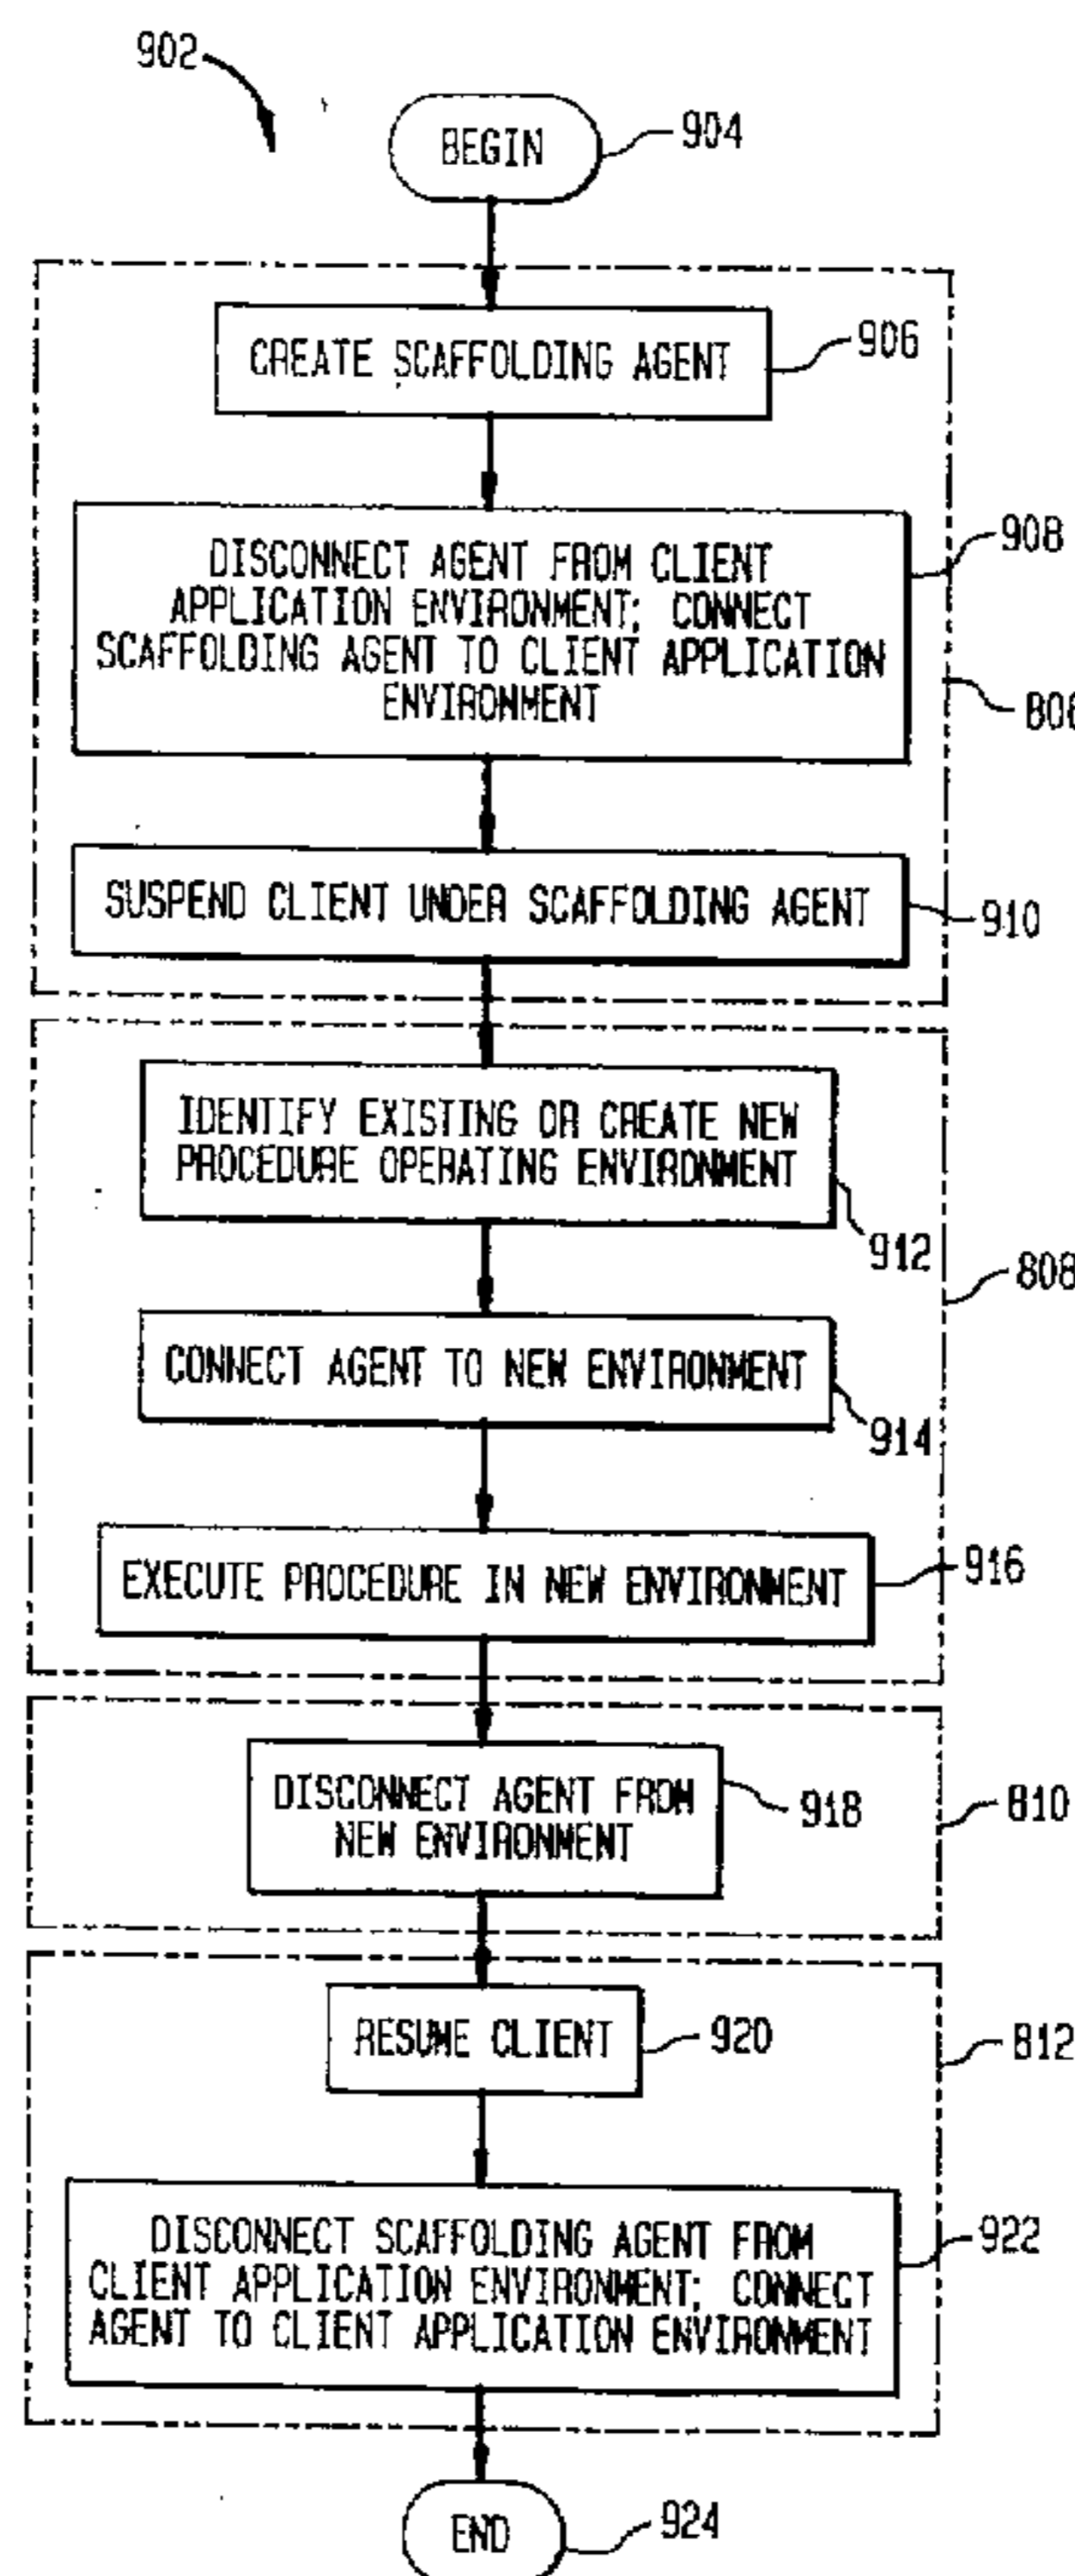 902
BEGIN
904
CREATE SCAFFOLDING AGENT
906
DISCONNECT AGENT FROM CLIENT
APPLICATION ENVIRONMENT; CONNECT
SCAFFOLDING AGENT TO CLIENT APPLICATION
ENVIRONMENT
908
806
SUSPEND CLIENT UNDER SCAFFOLDING AGENT
910
IDENTIFY EXISTING OR CREATE NEW
PROCEDURE OPERATING ENVIRONMENT
912
808
CONNECT AGENT TO NEW ENVIRONMENT
914
EXECUTE PROCEDURE IN NEW ENVIRONMENT
916
DISCONNECT AGENT FROM
NEW ENVIRONMENT
918
810
RESUME CLIENT
920
812
DISCONNECT SCAFFOLDING AGENT FROM
CLIENT APPLICATION ENVIRONMENT; CONNECT
AGENT TO CLIENT APPLICATION ENVIRONMENT
922
END
924